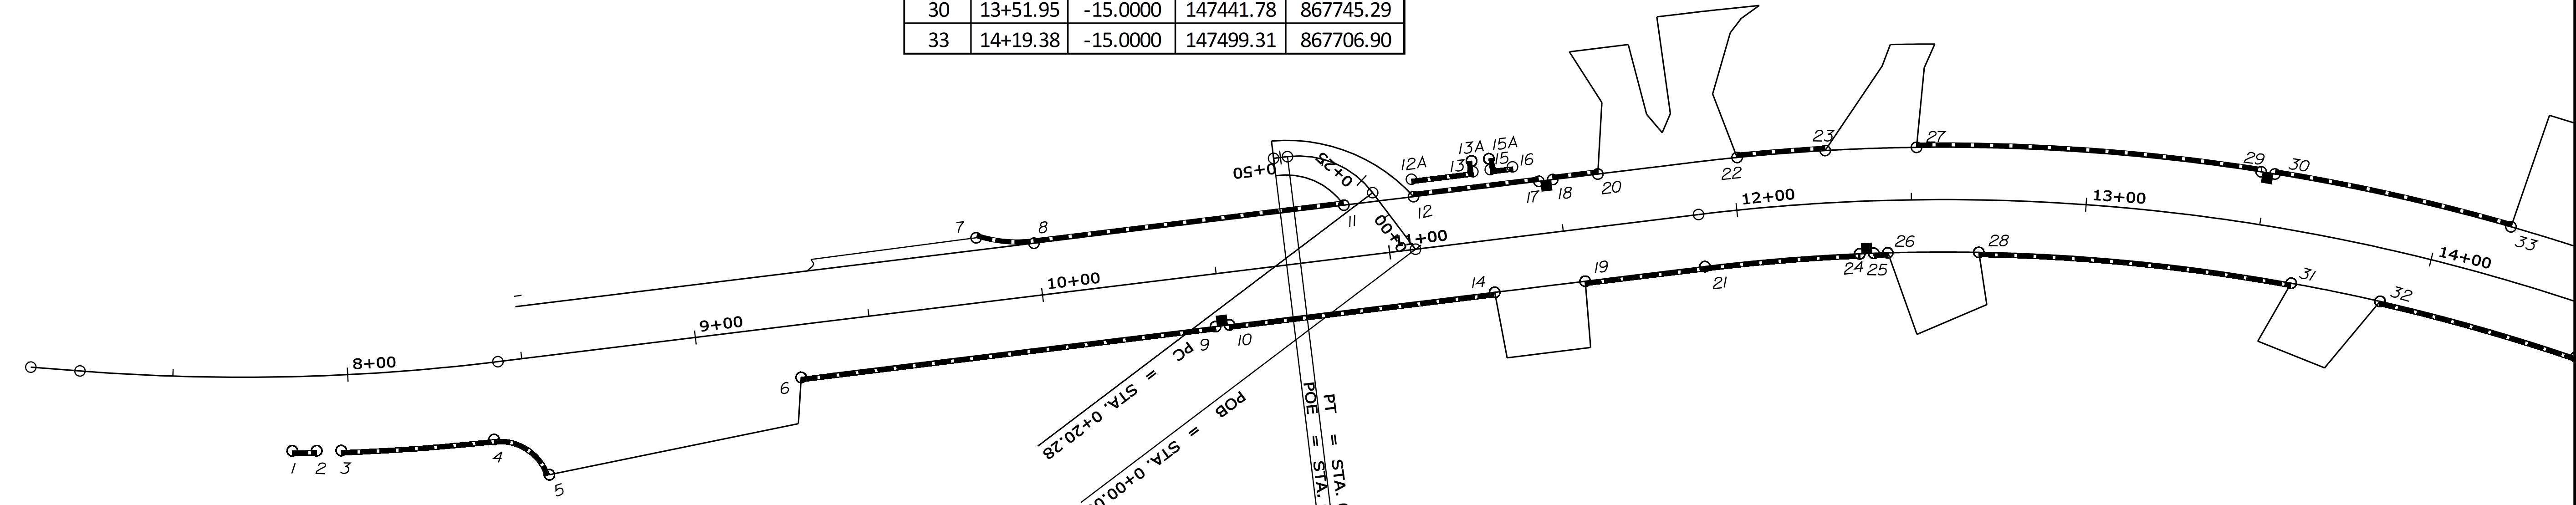 30 13+51.95 -15.0000 147441.78 867745.29
33 14+19.38 -15.0000 147499.31 867706.90
13A 15A
23 27
12A 13 15 16
29 30
0+50 0+25
17 18 20 22
12+00 13+00
7 8 11 12
0+00 11+00
33
14+00
10+00
14 19 21 24 25 26 28
31
32
9+00
9 10
8+00
6
PC = STA. 0+20.28
POB = STA. 0+00.0
POE = STA.
PT = STA.
1 2 3 4 5